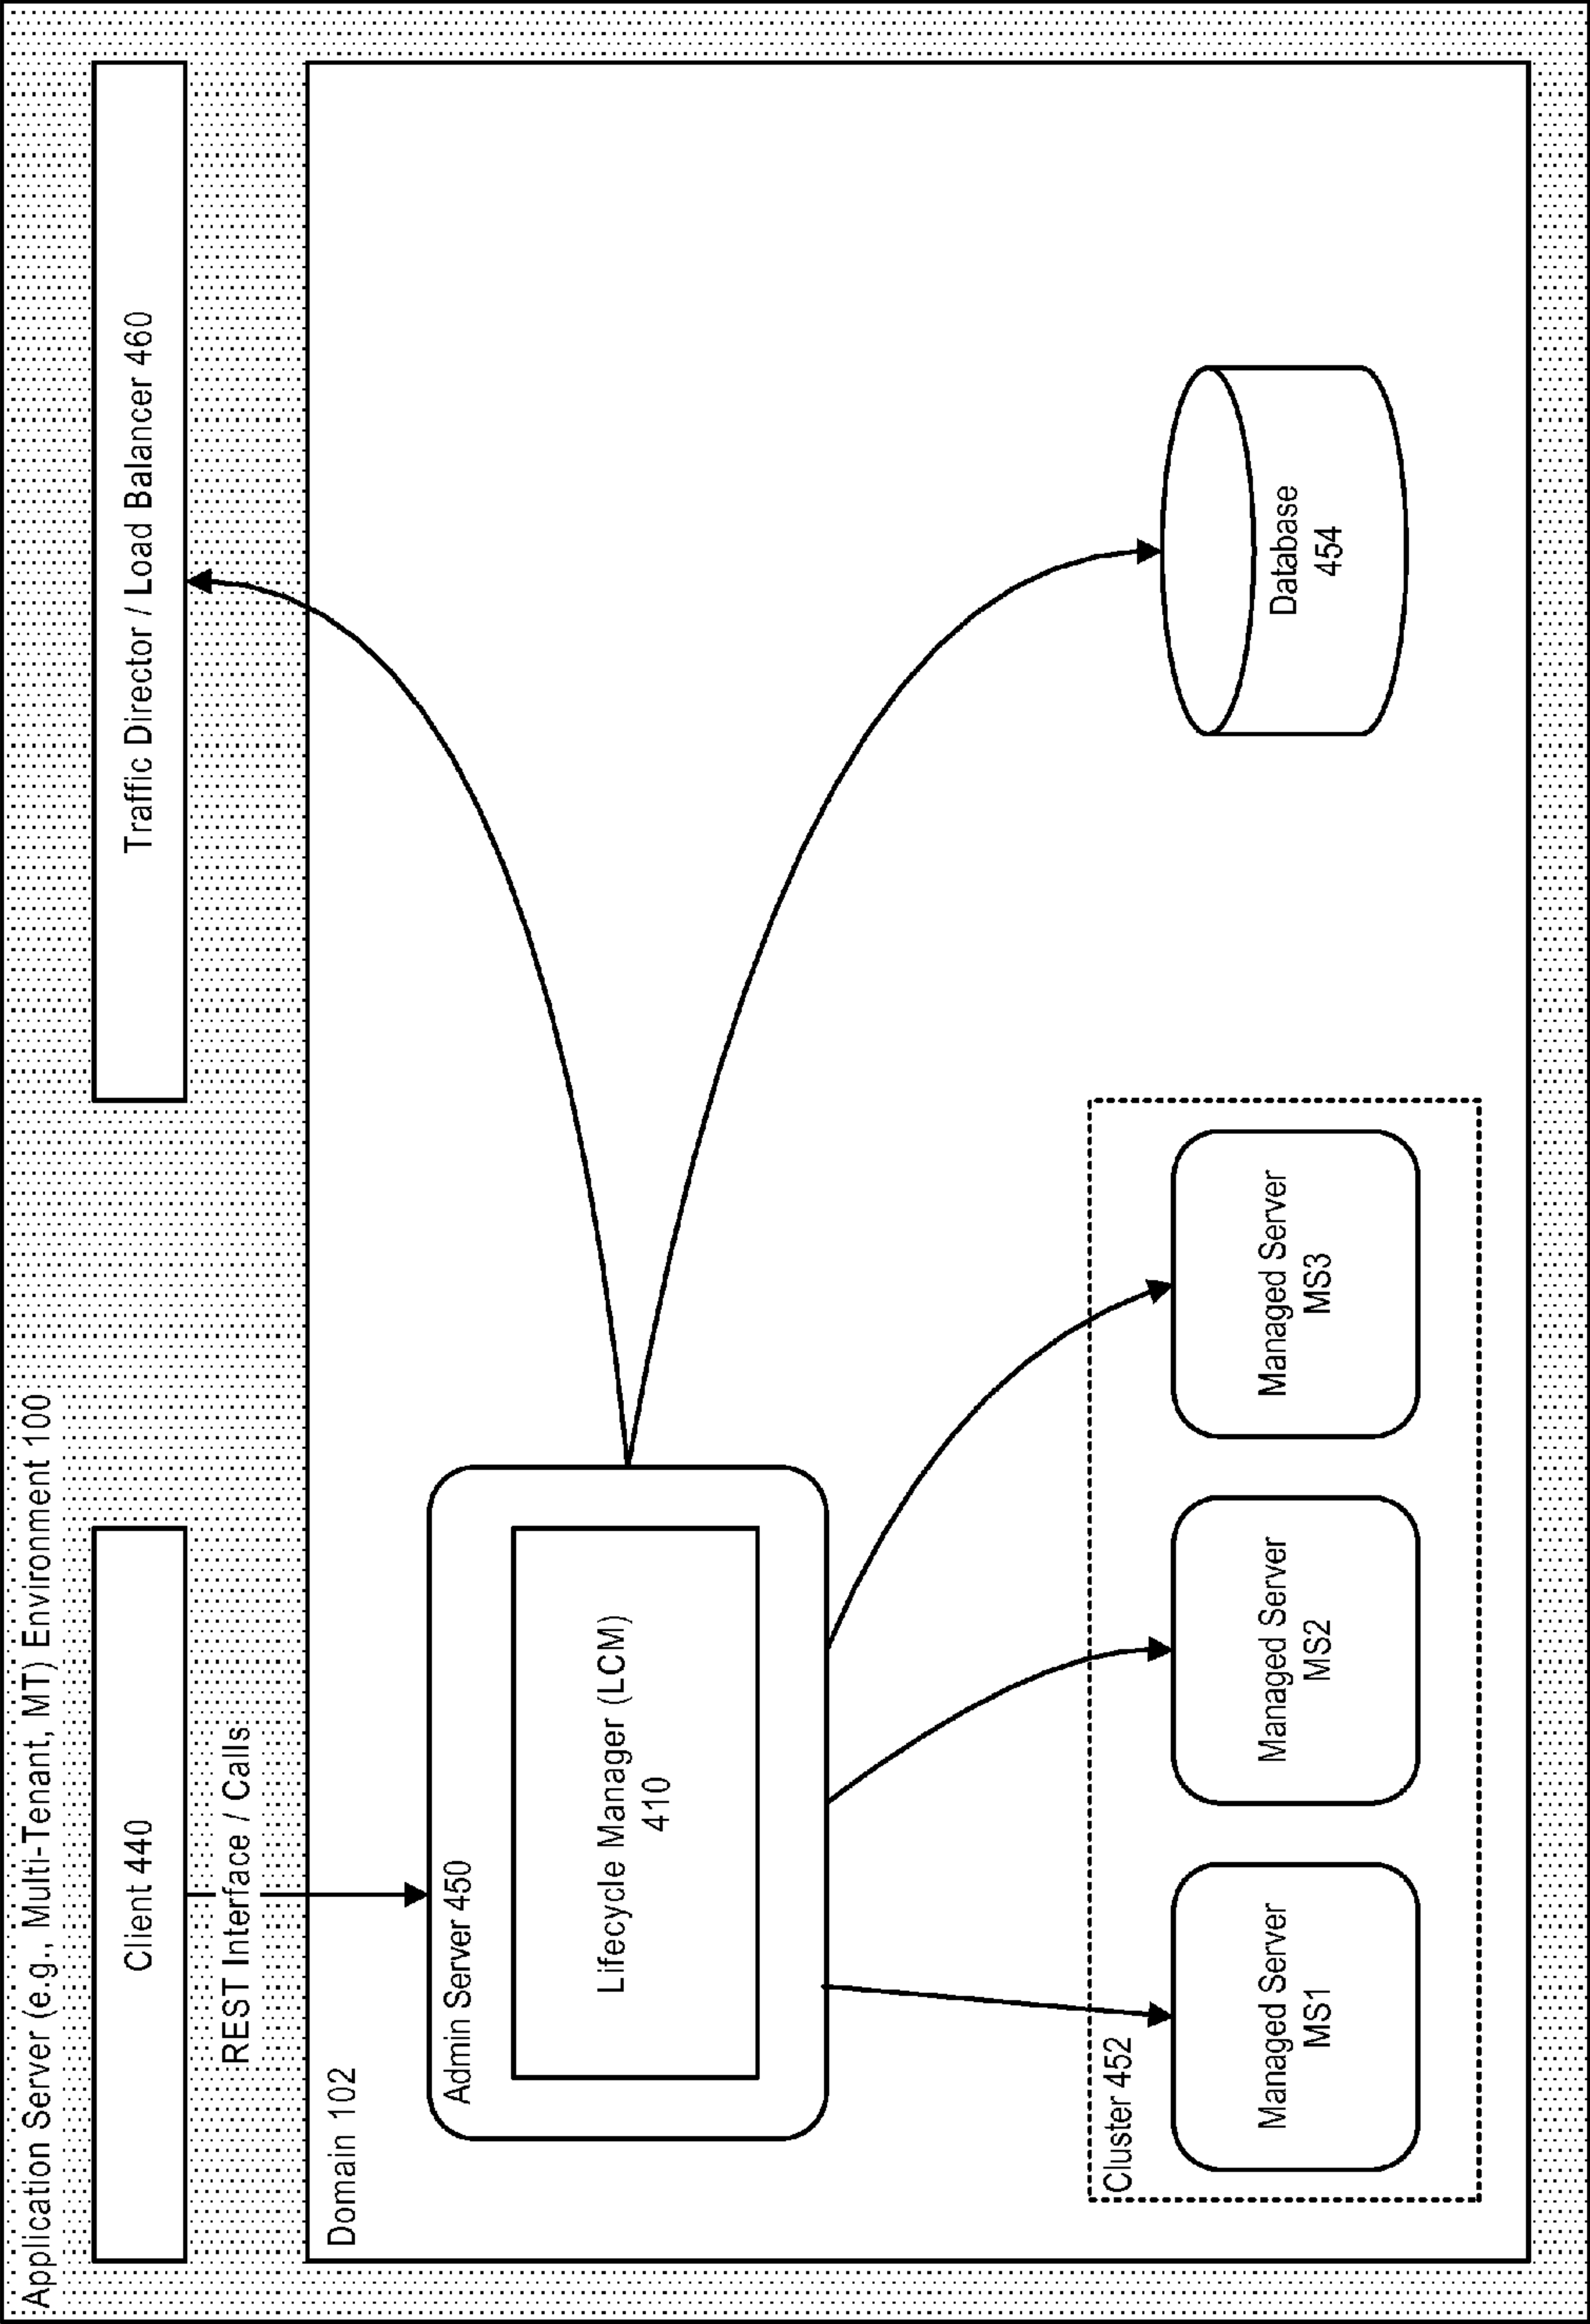 Application Server (e.g., Multi-Tenant, MT) Environment 100
Client 440
Traffic Director / Load Balancer 460
REST Interface / Calls
Domain 102
Admin Server 450
Lifecycle Manager (LCM)
410
Cluster 452
Managed Server
MS1
Managed Server
MS2
Managed Server
MS3
Database
454